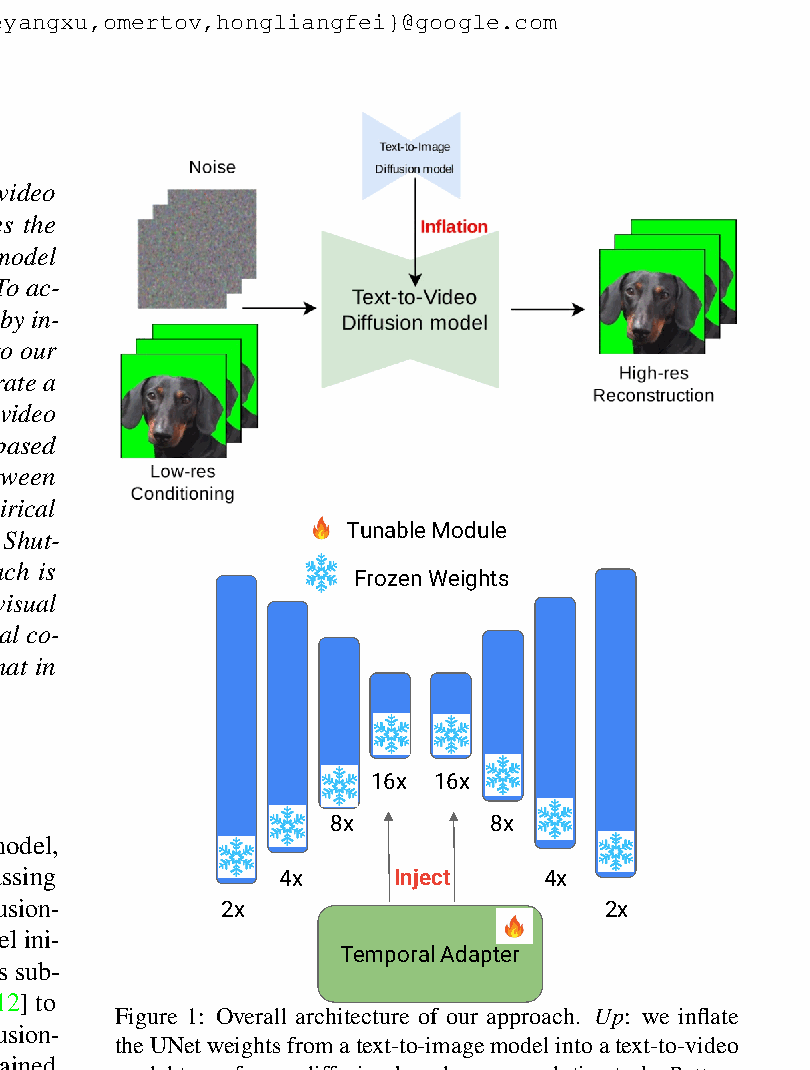 eyangxu,omertov,hongliangfei}@google.com
video
es the
model
To ac-
by in-
to our
rate a
video
based
ween
irical
Shut-
ach is
visual
al co-
hat in
model,
assing
usion-
el ini-
s sub-
12] to
usion-
ained
Text-to-Image
Diffusion model
Noise
Inflation
Text-to-Video
Diffusion model
High-res
Reconstruction
Low-res
Conditioning
Tunable Module
Frozen Weights
16x 16x
8x 8x
4x 4x
2x 2x
Inject
Temporal Adapter
Figure 1: Overall architecture of our approach. Up: we inflate
the UNet weights from a text-to-image model into a text-to-video